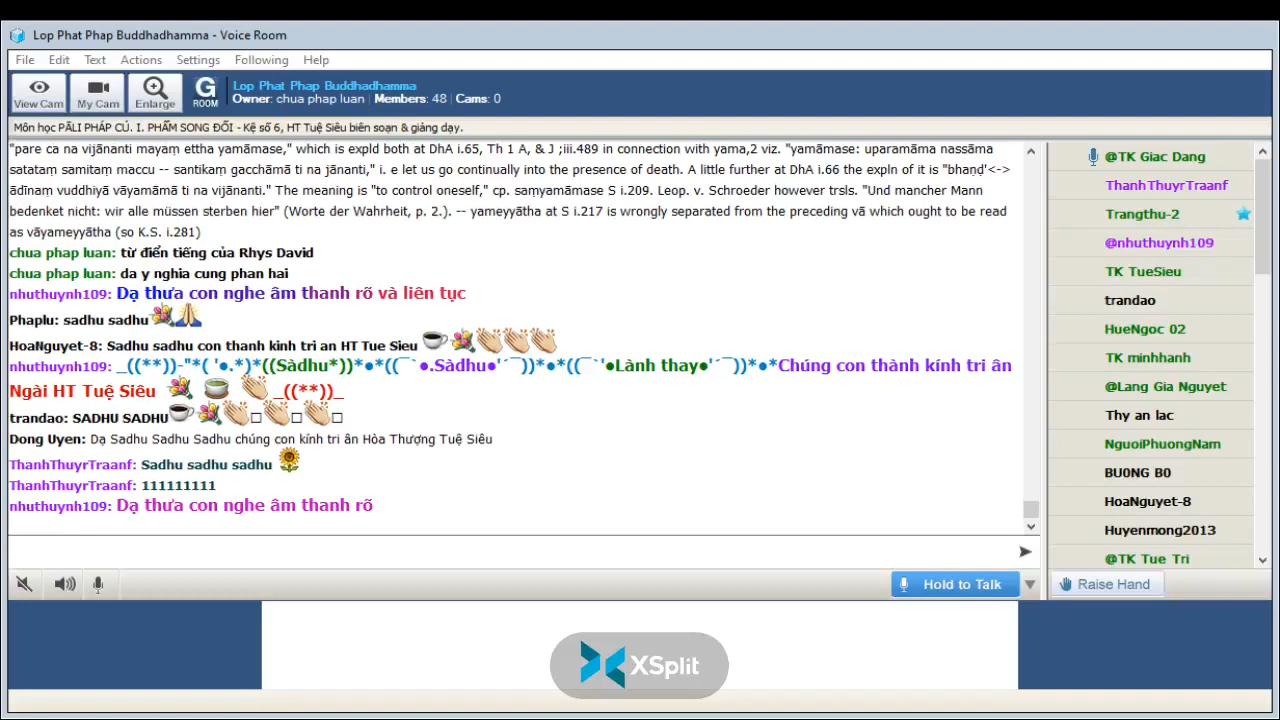 Lop Phat Phap Buddhadhamma - Voice Room
File Edit Text Actions Settings Following Help
View Cam My Cam Enlarge G ROOM
Lop Phat Phap Buddhadhamma
Owner: chua phap luan | Members: 48 | Cams: 0
Môn học PĀLI PHÁP CÚ. I. PHẨM SONG ĐỐI - Kệ số 6, HT Tuệ Siêu biên soạn & giảng dạy.
"pare ca na vijānanti mayaṃ ettha yamāmase," which is expld both at DhA i.65, Th 1 A, & J ;iii.489 in connection with yama,2 viz. "yamāmase: uparamāma nassāma
satataṃ samitaṃ maccu -- santikaṃ gacchāmā ti na jānanti," i. e let us go continually into the presence of death. A little further at DhA i.66 the expln of it is "bhaṇḍ'<->
ādīnaṃ vuddhiyā vāyamāmā ti na vijānanti." The meaning is "to control oneself," cp. saṃyamāmase S i.209. Leop. v. Schroeder however trsls. "Und mancher Mann
bedenket nicht: wir alle müssen sterben hier" (Worte der Wahrheit, p. 2.). -- yameyyātha at S i.217 is wrongly separated from the preceding vā which ought to be read
as vāyameyyātha (so K.S. i.281)
chua phap luan: từ điển tiếng của Rhys David
chua phap luan: da y nghia cung phan hai
nhuthuynh109: Dạ thưa con nghe âm thanh rõ và liên tục
Phaplu: sadhu sadhu
HoaNguyet-8: Sadhu sadhu con thanh kinh tri an HT Tue Sieu
nhuthuynh109: _((**))-"*( '●.*)*((Sàdhu*))*●*((¯`●.Sàdhu●'´¯))*●*((¯`'●Lành thay●'´¯))*●*Chúng con thành kính tri ân
Ngài HT Tuệ Siêu _((**))_
trandao: SADHU SADHU
Dong Uyen: Dạ Sadhu Sadhu Sadhu chúng con kính tri ân Hòa Thượng Tuệ Siêu
ThanhThuyrTraanf: Sadhu sadhu sadhu
ThanhThuyrTraanf: 111111111
nhuthuynh109: Dạ thưa con nghe âm thanh rõ
Hold to Talk
@TK Giac Dang
ThanhThuyrTraanf
Trangthu-2
@nhuthuynh109
TK TueSieu
trandao
HueNgoc 02
TK minhhanh
@Lang Gia Nguyet
Thy an lac
NguoiPhuongNam
BU0NG B0
HoaNguyet-8
Huyenmong2013
@TK Tue Tri
Raise Hand
XSplit